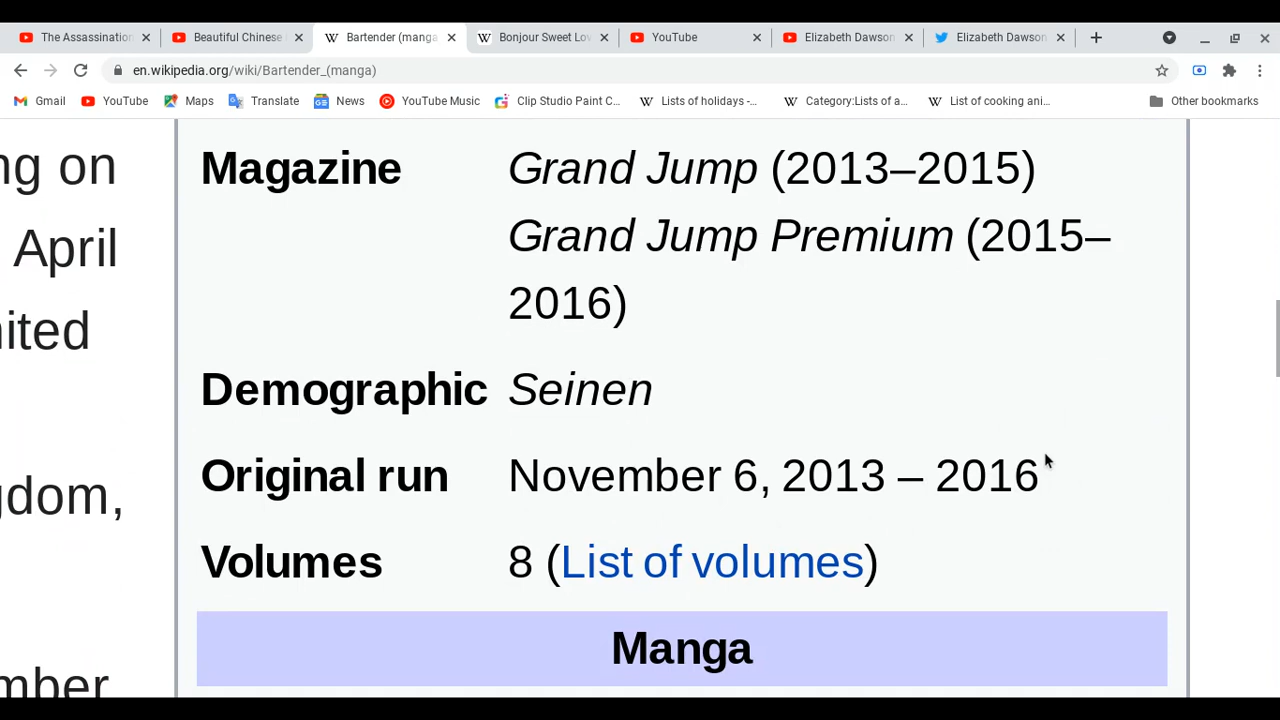 The Assassination
Beautiful Chinese
Bartender (manga
Bonjour Sweet Lov
YouTube
Elizabeth Dawson
Elizabeth Dawson
en.wikipedia.org/wiki/Bartender_(manga)
Gmail
YouTube
Maps
Translate
News
YouTube Music
Clip Studio Paint C...
Lists of holidays -...
Category:Lists of a...
List of cooking ani...
Other bookmarks
ng on
April
nited
gdom,
mber
Magazine Grand Jump (2013–2015)
Grand Jump Premium (2015–
2016)
Demographic Seinen
Original run November 6, 2013 – 2016
Volumes 8 (List of volumes)
Manga